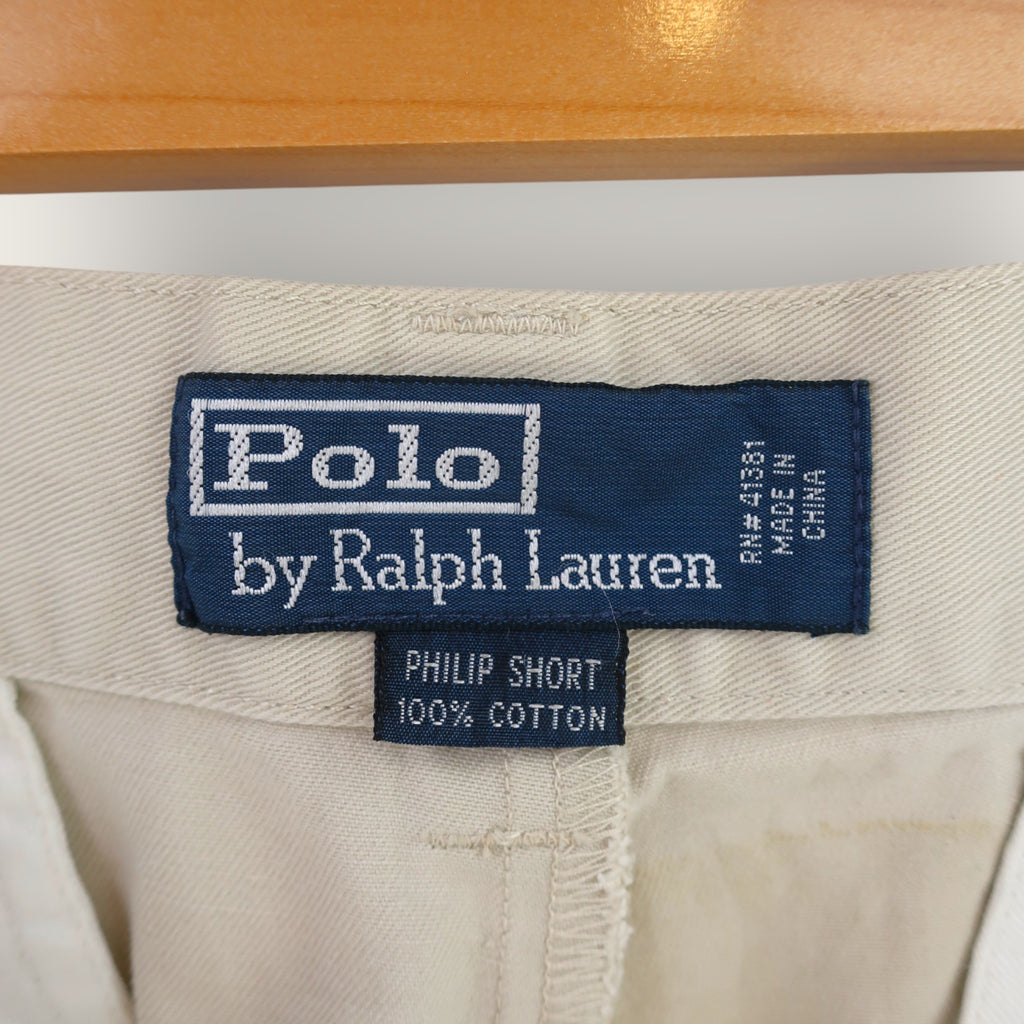 Polo
by Ralph Lauren
RN# 41381
MADE IN
CHINA
PHILIP SHORT
100% COTTON